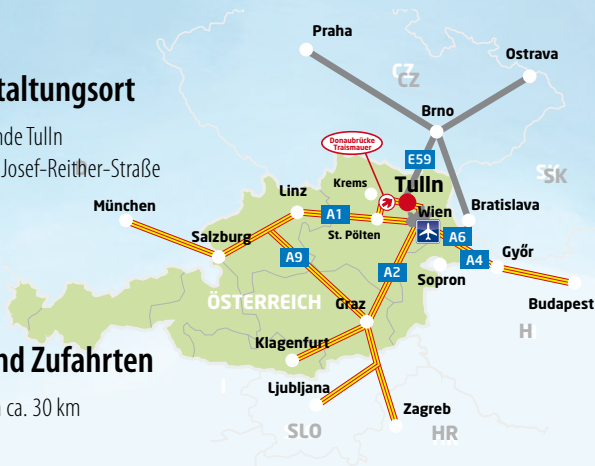 Praha
Ostrava
CZ
taltungsort
Brno
nde Tulln
Donaubrücke
Traismauer
E59
Josef-Reither-Straße
SK
Krems
Tulln
Linz
München
A1
Wien
Bratislava
St. Pölten
Salzburg
A6
A9
A4
Győr
A2
Sopron
ÖSTERREICH
Graz
Budapest
H
Klagenfurt
nd Zufahrten
I
Ljubljana
ca. 30 km
Zagreb
SLO
HR